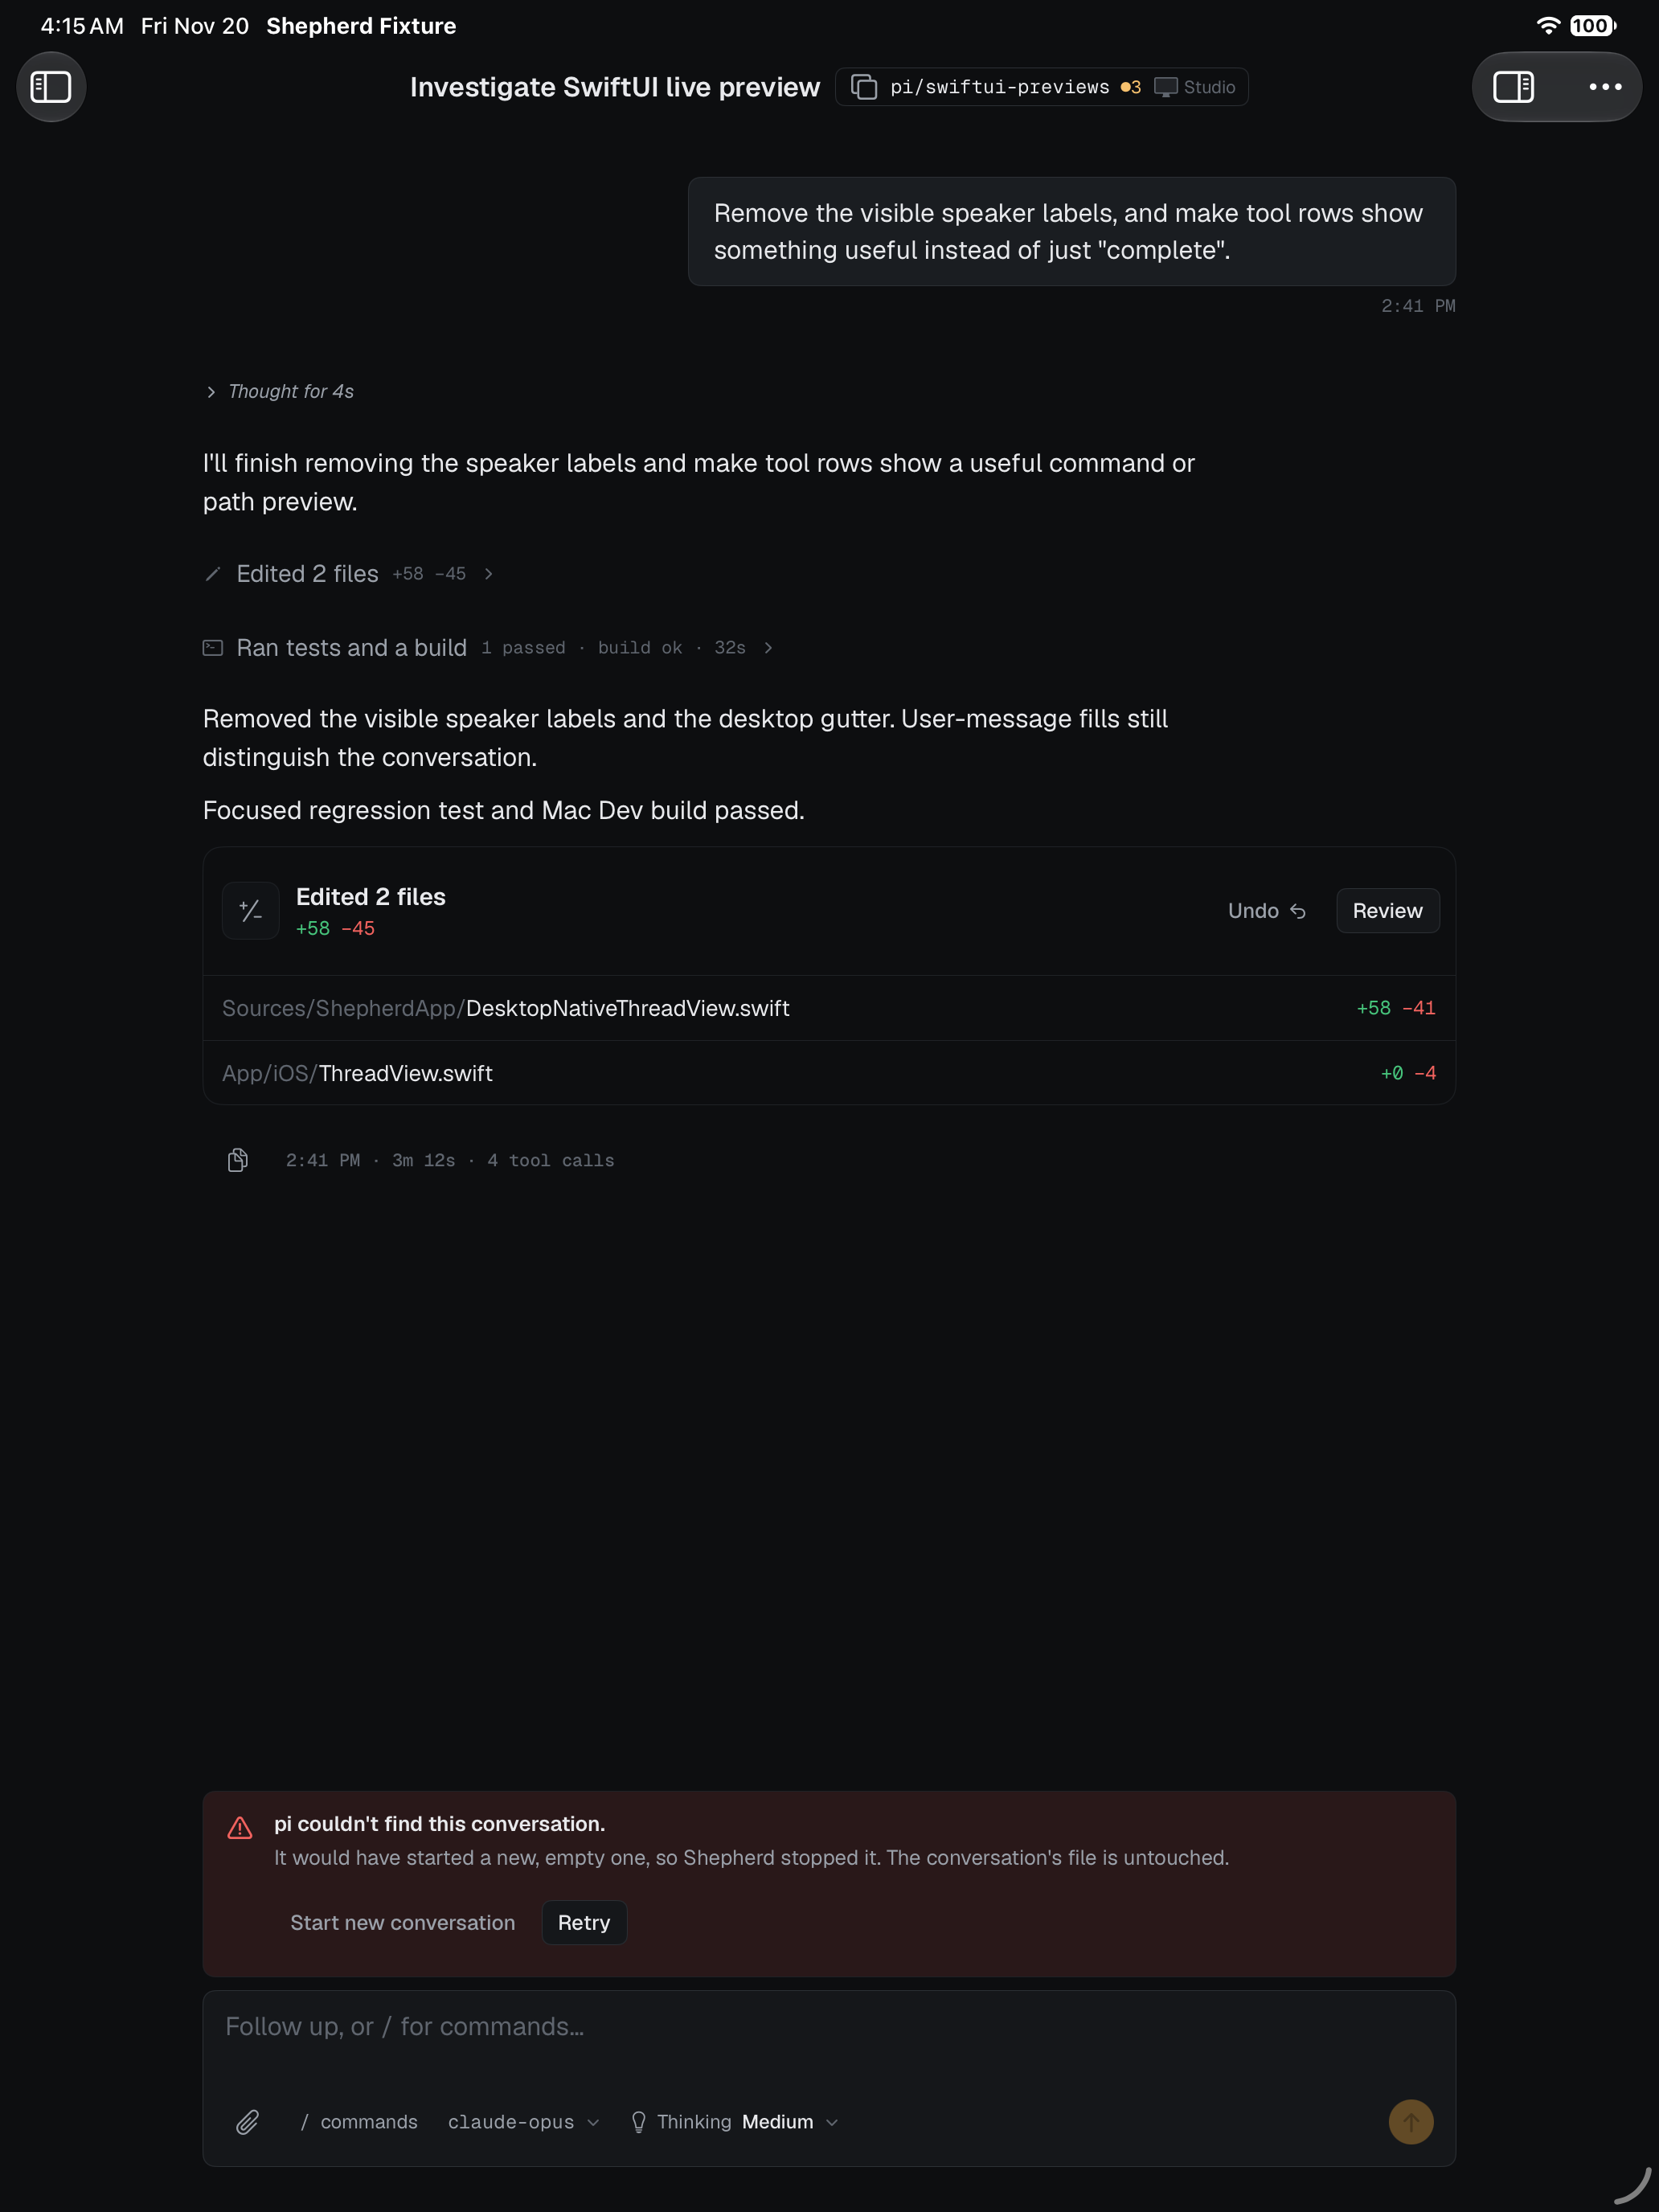 4:15 AM Fri Nov 20 Shepherd Fixture
100
Investigate SwiftUI live preview
pi/swiftui-previews 3 Studio
Remove the visible speaker labels, and make tool rows show
something useful instead of just "complete".
2:41 PM
Thought for 4s
I'll finish removing the speaker labels and make tool rows show a useful command or
path preview.
Edited 2 files +58 −45
Ran tests and a build 1 passed · build ok · 32s
Removed the visible speaker labels and the desktop gutter. User-message fills still
distinguish the conversation.
Focused regression test and Mac Dev build passed.
Edited 2 files
+58 −45
Undo
Review
Sources/ShepherdApp/DesktopNativeThreadView.swift +58 −41
App/iOS/ThreadView.swift +0 −4
2:41 PM · 3m 12s · 4 tool calls
pi couldn't find this conversation.
It would have started a new, empty one, so Shepherd stopped it. The conversation's file is untouched.
Start new conversation Retry
Follow up, or / for commands…
/ commands claude-opus Thinking Medium